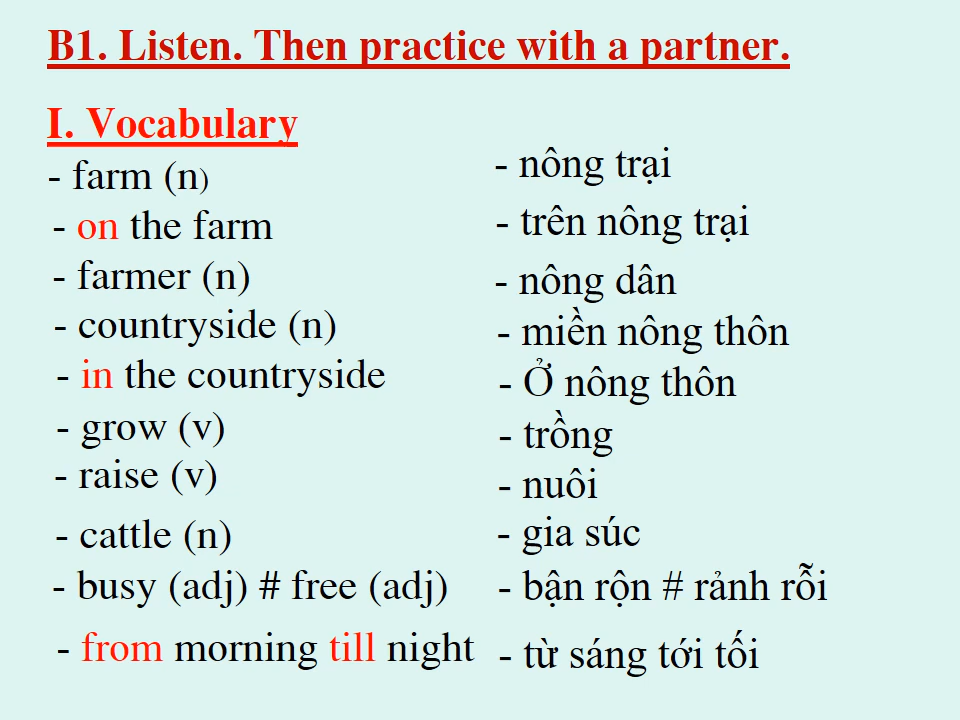 B1. Listen. Then practice with a partner.
I. Vocabulary
- farm (n)
- nông trại
- on the farm
- trên nông trại
- farmer (n)
- nông dân
- countryside (n)
- miền nông thôn
- in the countryside
- Ở nông thôn
- grow (v)
- trồng
- raise (v)
- nuôi
- cattle (n)
- gia súc
- busy (adj) # free (adj)
- bận rộn # rảnh rỗi
- from morning till night
- từ sáng tới tối